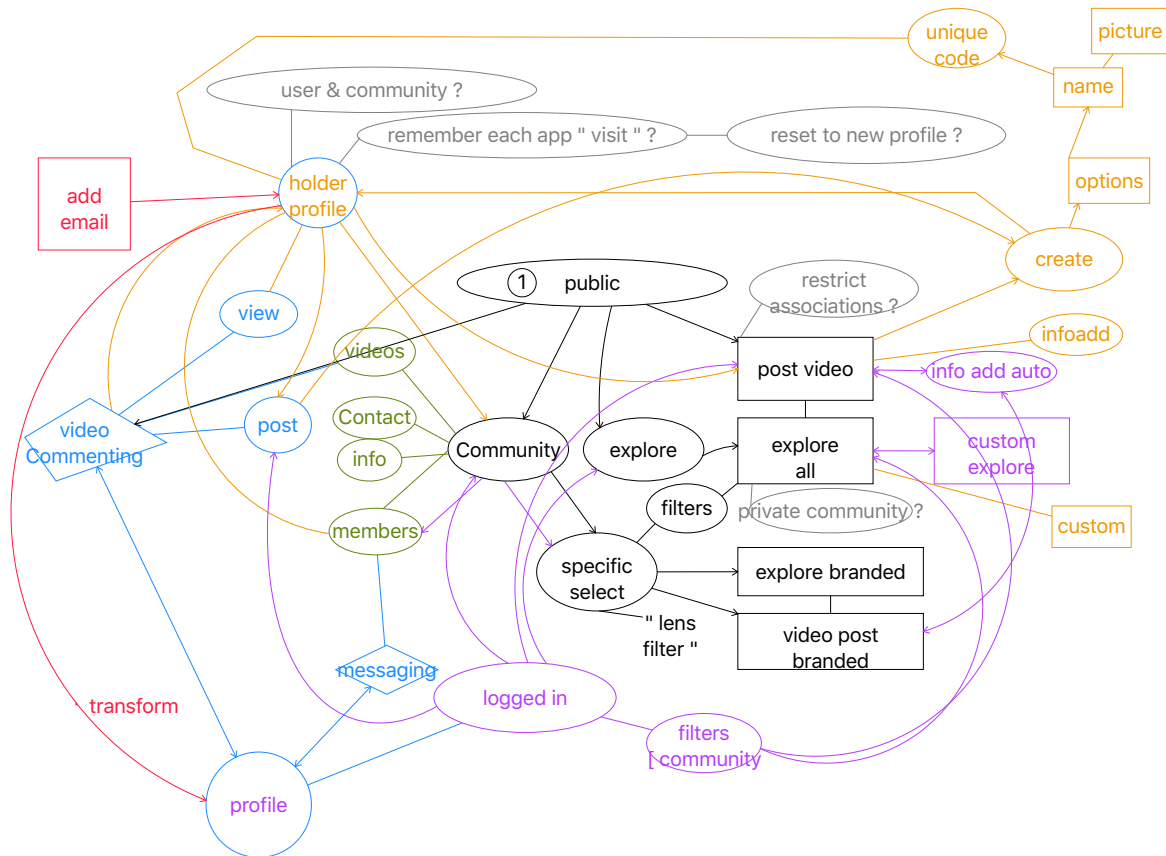 unique
code
picture
name
user & community ?
remember each app " visit " ?
reset to new profile ?
add
email
holder
profile
options
create
1
public
restrict
associations ?
view
videos
infoadd
post video
info add auto
Contact
post
video
Commenting
info
Community
explore
explore
all
custom
explore
filters
private community ?
custom
members
specific
select
explore branded
" lens
filter "
video post
branded
messaging
logged in
transform
filters
[ community
profile